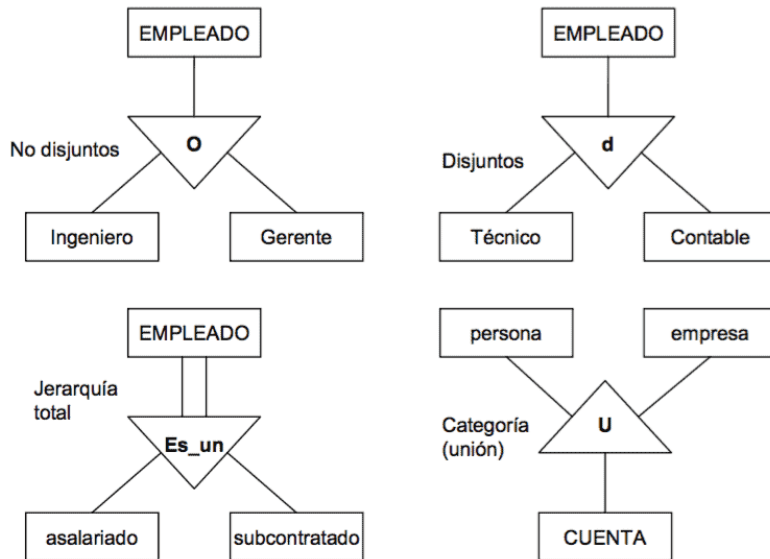 EMPLEADO
No disjuntos
O
Ingeniero
Gerente
EMPLEADO
Disjuntos
d
Técnico
Contable
EMPLEADO
Jerarquía
total
Es_un
asalariado
subcontratado
persona
empresa
Categoría
(unión)
U
CUENTA